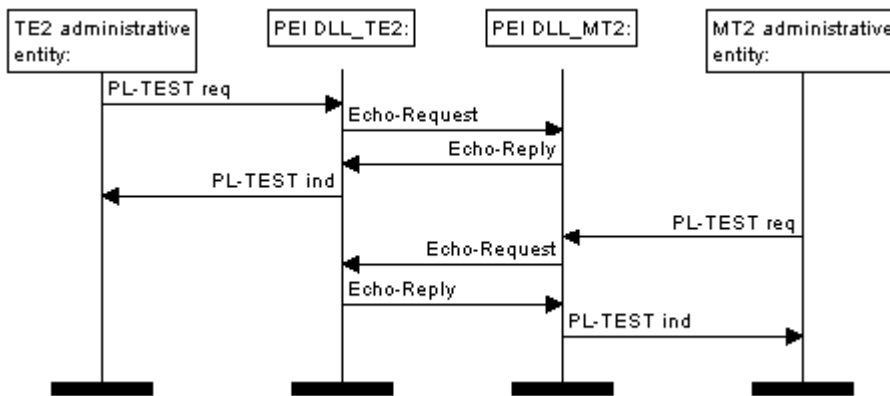 TE2 administrative
entity:
PEI DLL_TE2:
PEI DLL_MT2:
MT2 administrative
entity:
PL-TEST req
Echo-Request
Echo-Reply
PL-TEST ind
PL-TEST req
Echo-Request
Echo-Reply
PL-TEST ind